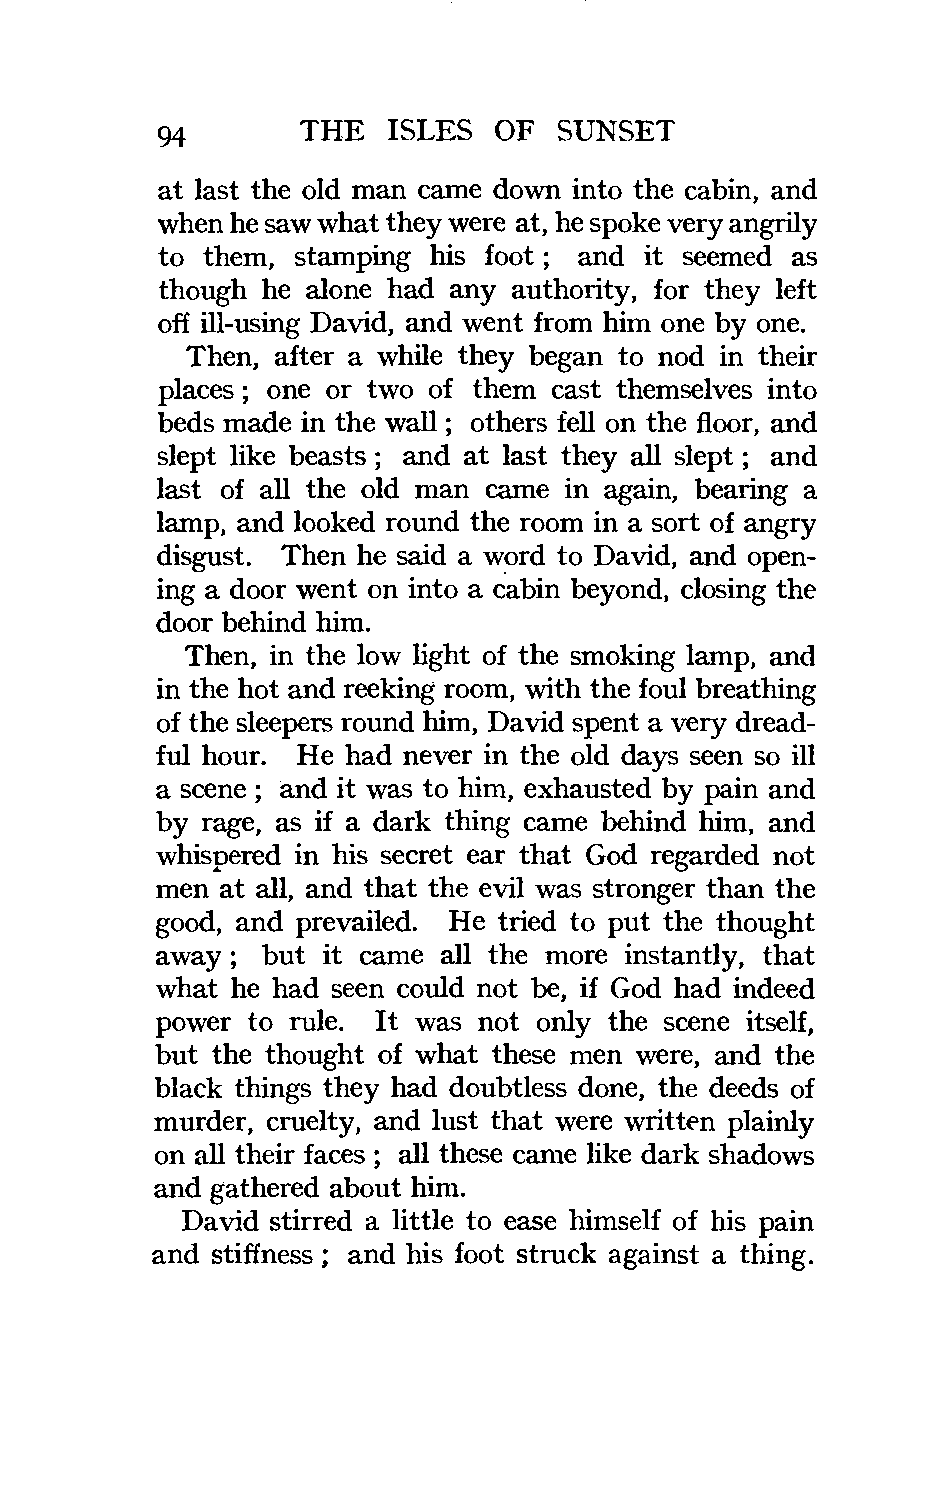 94 THE ISLES OF SUNSET
at last the old man came down into the cabin, and
when he saw what they were at, he spoke very angrily
to them, stamping his foot ; and it seemed as
though he alone had any authority, for they left
off ill-using David, and went from him one by one.
Then, after a while they began to nod in their
places ; one or two of them cast themselves into
beds made in the wall ; others fell on the floor, and
slept like beasts ; and at last they all slept ; and
last of all the old man came in again, bearing a
lamp, and looked round the room in a sort of angry
disgust. Then he said a word to David, and open-
ing a door went on into a cabin beyond, closing the
door behind him.
Then, in the low light of the smoking lamp, and
in the hot and reeking room, with the foul breathing
of the sleepers round him, David spent a very dread-
ful hour. He had never in the old days seen so ill
a scene ; and it was to him, exhausted by pain and
by rage, as if a dark thing came behind him, and
whispered in his secret ear that God regarded not
men at all, and that the evil was stronger than the
good, and prevailed. He tried to put the thought
away ; but it came all the more instantly, that
what he had seen could not be, if God had indeed
power to rule. It was not only the scene itself,
but the thought of what these men were, and the
black things they had doubtless done, the deeds of
murder, cruelty, and lust that were written plainly
on all their faces ; all these came like dark shadows
and gathered about him.
David stirred a little to ease himself of his pain
and stiffness ; and his foot struck against a thing.